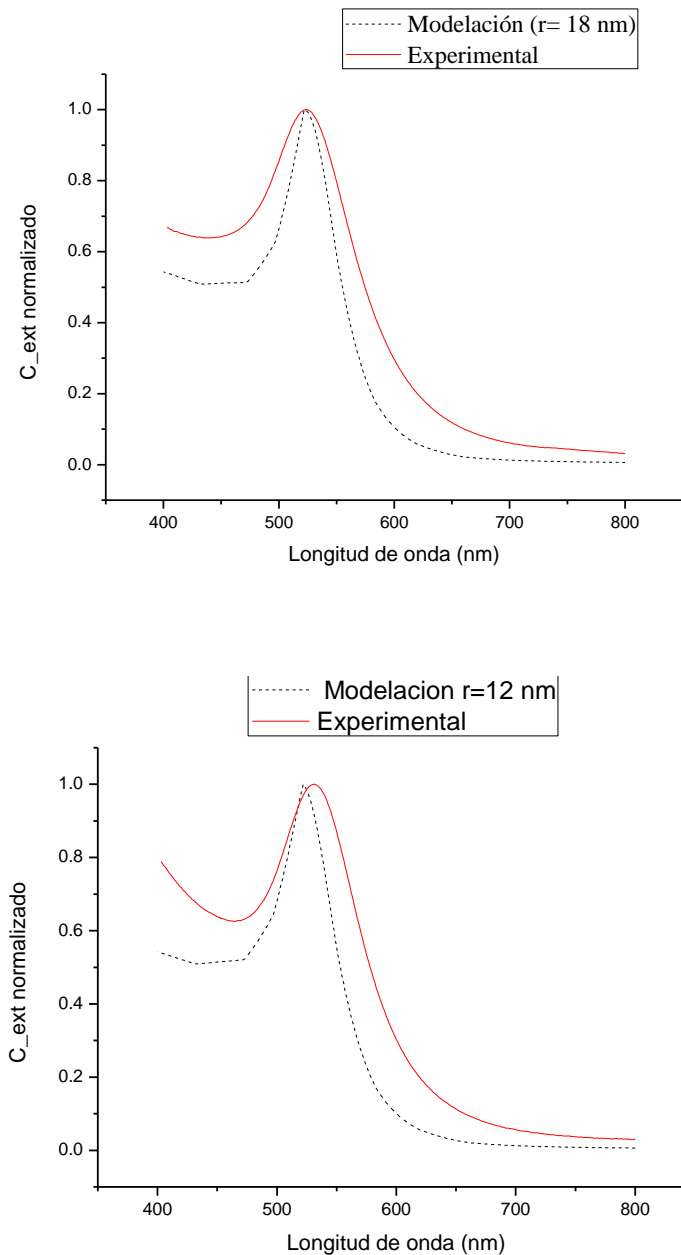 Modelación (r= 18 nm)
Experimental
1.0
0.8
0.6
0.4
0.2
0.0
C_ext normalizado
400 500 600 700 800
Longitud de onda (nm)
Modelacion r=12 nm
Experimental
1.0
0.8
0.6
0.4
0.2
0.0
C_ext normalizado
400 500 600 700 800
Longitud de onda (nm)